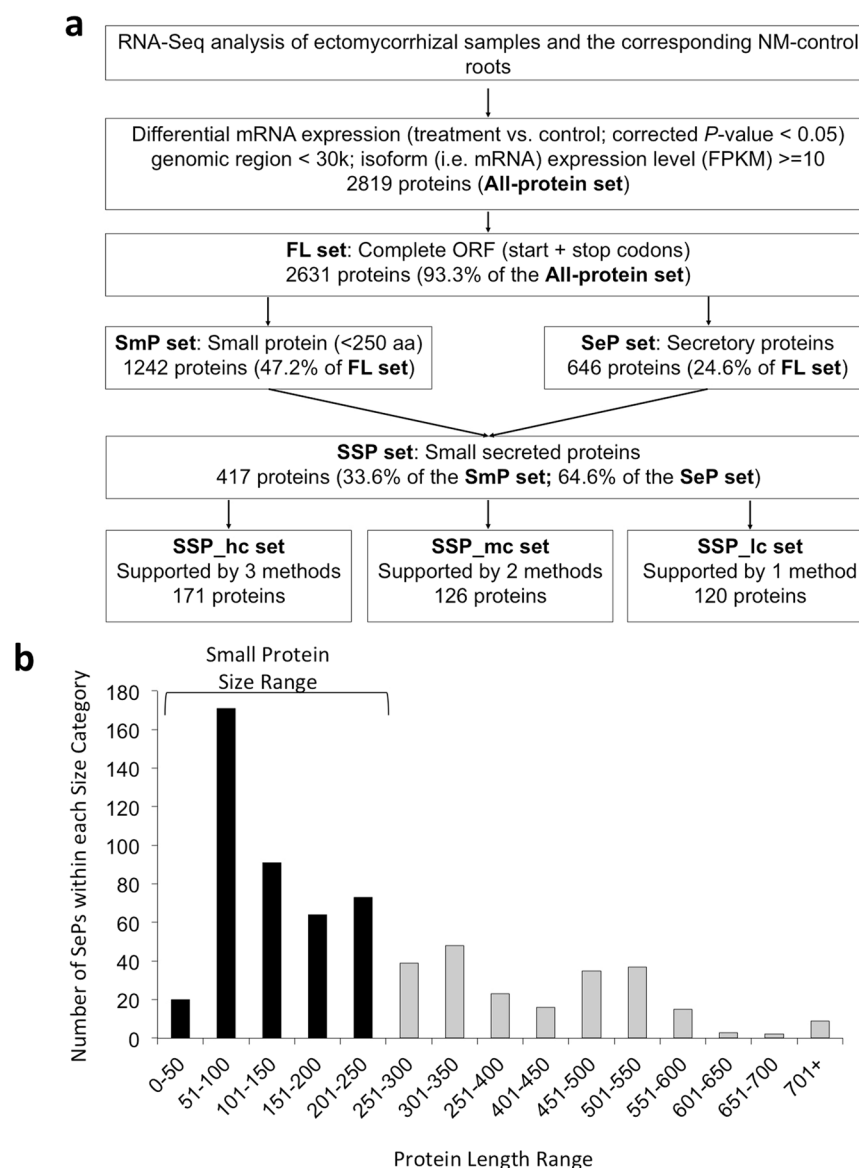 a
RNA-Seq analysis of ectomycorrhizal samples and the corresponding NM-control
roots
Differential mRNA expression (treatment vs. control; corrected P-value < 0.05)
genomic region < 30k; isoform (i.e. mRNA) expression level (FPKM) >=10
2819 proteins (All-protein set)
FL set: Complete ORF (start + stop codons)
2631 proteins (93.3% of the All-protein set)
SmP set: Small protein (<250 aa)
1242 proteins (47.2% of FL set)
SeP set: Secretory proteins
646 proteins (24.6% of FL set)
SSP set: Small secreted proteins
417 proteins (33.6% of the SmP set; 64.6% of the SeP set)
SSP_hc set
Supported by 3 methods
171 proteins
SSP_mc set
Supported by 2 methods
126 proteins
SSP_lc set
Supported by 1 method
120 proteins
b
Small Protein
Size Range
Number of SePs within each Size Category
180
160
140
120
100
80
60
40
20
0
0-50
51-100
101-150
151-200
201-250
251-300
301-350
251-400
401-450
451-500
501-550
551-600
601-650
651-700
701+
Protein Length Range